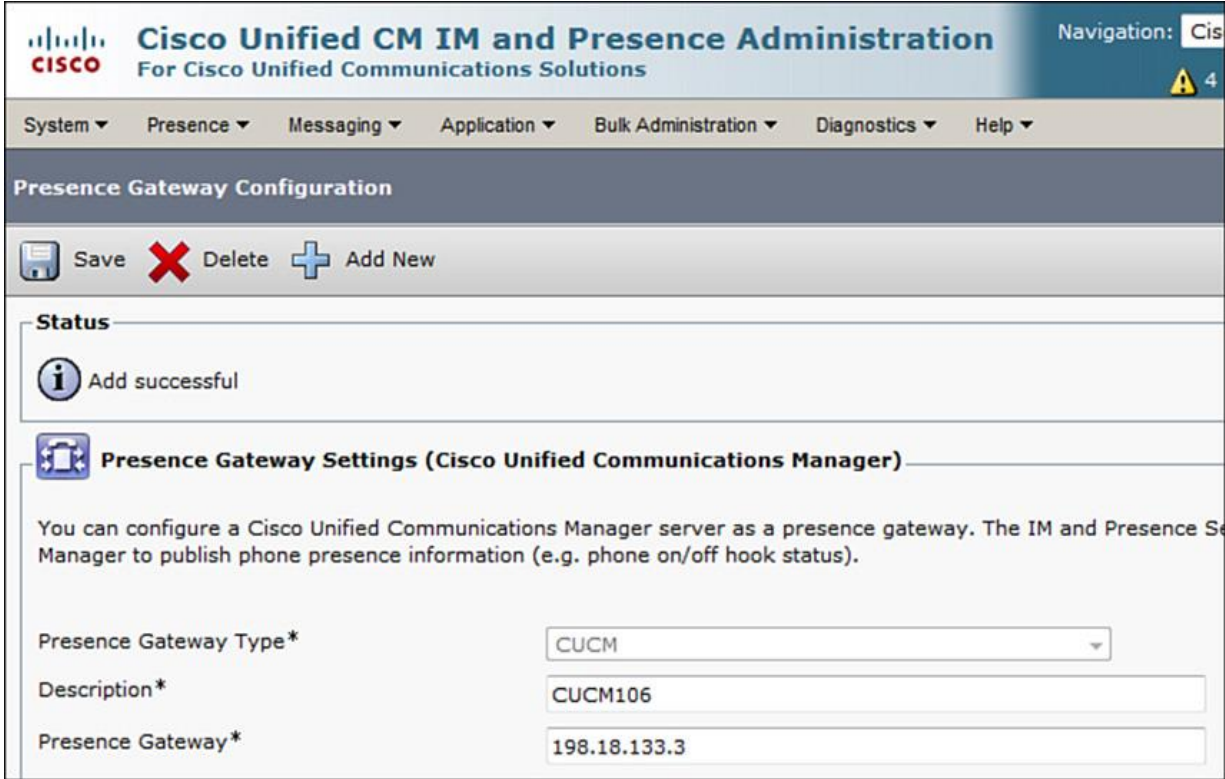 Cisco Unified CM IM and Presence Administration
Navigation: Cis
CISCO
For Cisco Unified Communications Solutions
4
System Presence Messaging Application Bulk Administration Diagnostics Help
Presence Gateway Configuration
Save Delete Add New
Status
Add successful
Presence Gateway Settings (Cisco Unified Communications Manager)
You can configure a Cisco Unified Communications Manager server as a presence gateway. The IM and Presence Se
Manager to publish phone presence information (e.g. phone on/off hook status).
Presence Gateway Type* CUCM
Description* CUCM106
Presence Gateway* 198.18.133.3